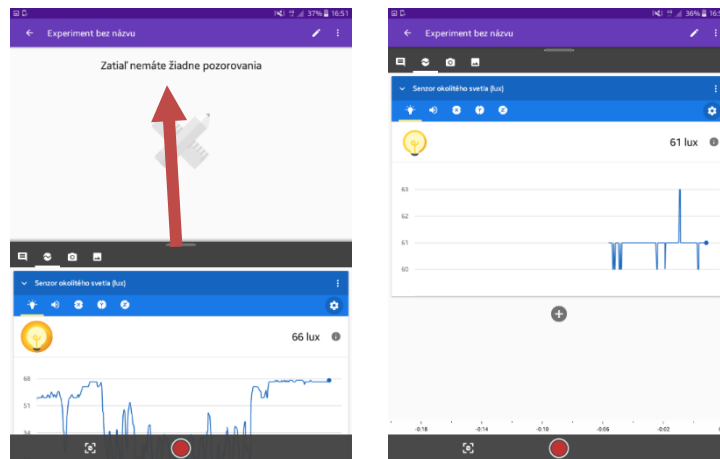 37% 16:51
Experiment bez názvu
Zatiaľ nemáte žiadne pozorovania
Senzor okolitého svetla (lux)
66 lux
68
51
34
36% 16:5
Experiment bez názvu
Senzor okolitého svetla (lux)
61 lux
63
62
61
60
-0:18
-0:14
-0:10
-0:06
-0:02